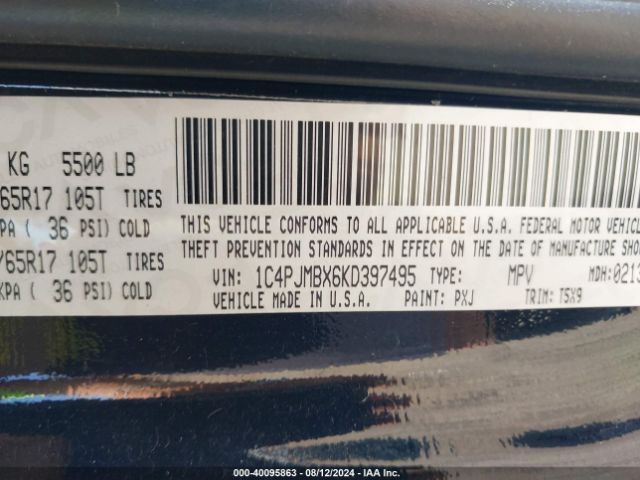 KG 5500 LB
65R17 105T TIRES
PA ( 36 PSI) COLD
/65R17 105T TIRES
KPA ( 36 PSI) COLD
THIS VEHICLE CONFORMS TO ALL APPLICABLE U.S.A. FEDERAL MOTOR VEHICL
THEFT PREVENTION STANDARDS IN EFFECT ON THE DATE OF MANUFACTURE SHO
VIN: 1C4PJMBX6KD397495 TYPE: MPV MDH:0213
VEHICLE MADE IN U.S.A. PAINT: PXJ TRIM: T5X9
000-40095863 - 08/12/2024 - IAA Inc.